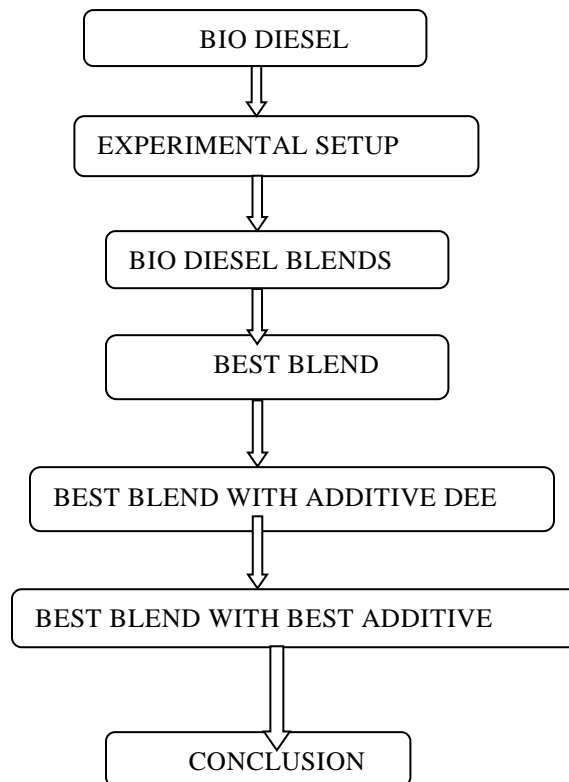 BIO DIESEL
EXPERIMENTAL SETUP
BIO DIESEL BLENDS
BEST BLEND
BEST BLEND WITH ADDITIVE DEE
BEST BLEND WITH BEST ADDITIVE
CONCLUSION